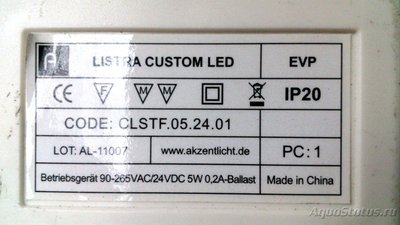 A LISTRA CUSTOM LED EVP
CE F M M IP20
CODE: CLSTF.05.24.01
LOT: AL-11007 www.akzentlicht.de PC: 1
Betriebsgerät 90-265VAC/24VDC 5W 0,2A-Ballast Made in China
AquaStatus.ru